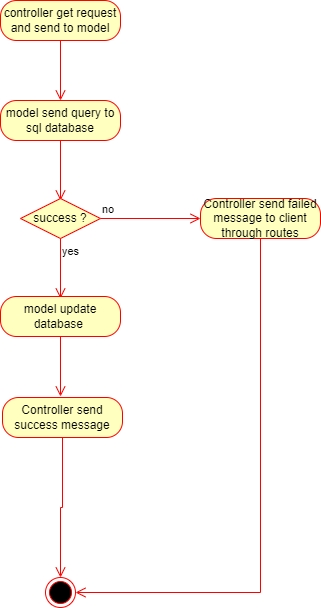 controller get request
and send to model
model send query to
sql database
success ?
no
Controller send failed
message to client
through routes
yes
model update
database
Controller send
success message